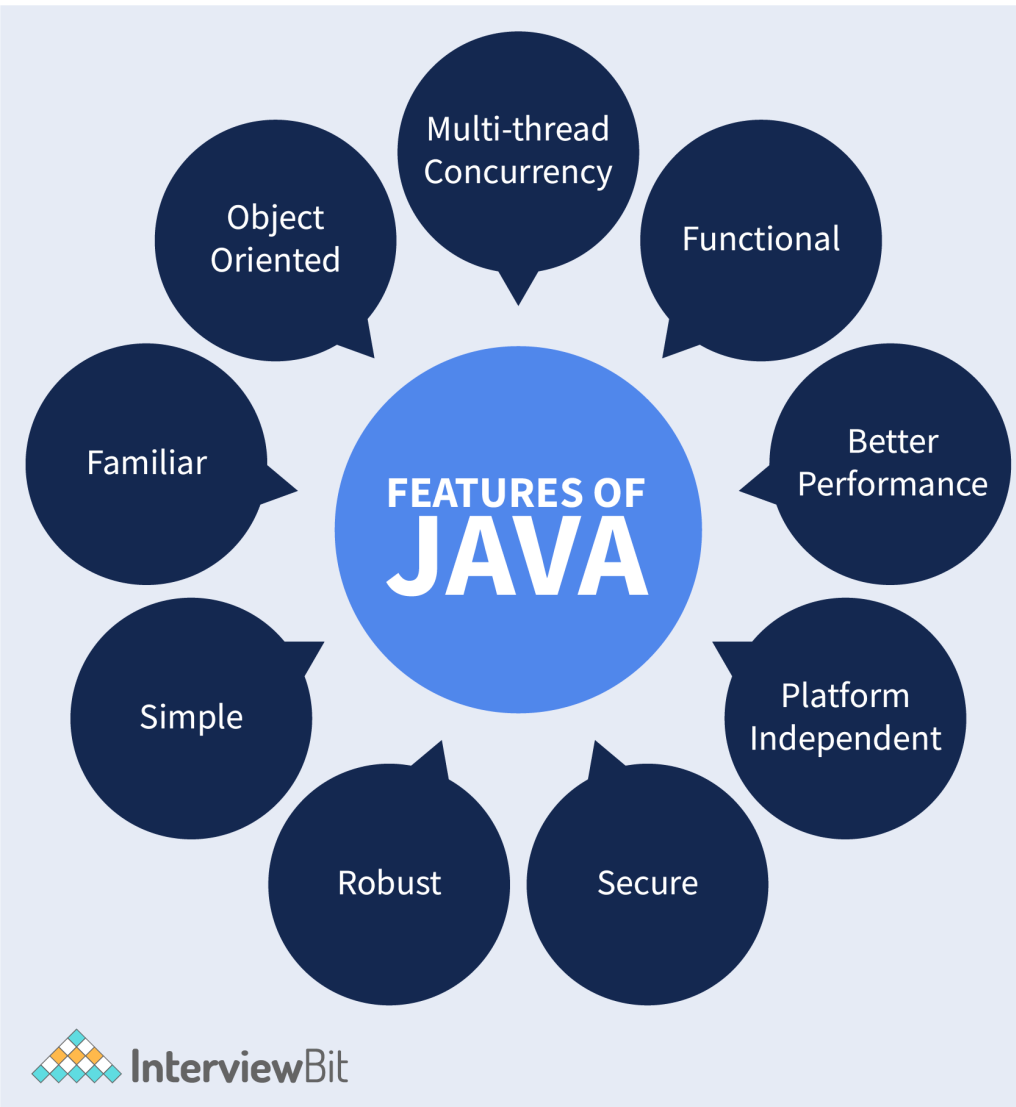 Multi-thread
Concurrency
Object
Oriented
Functional
Familiar
Better
Performance
FEATURES OF
JAVA
Simple
Platform
Independent
Robust
Secure
InterviewBit